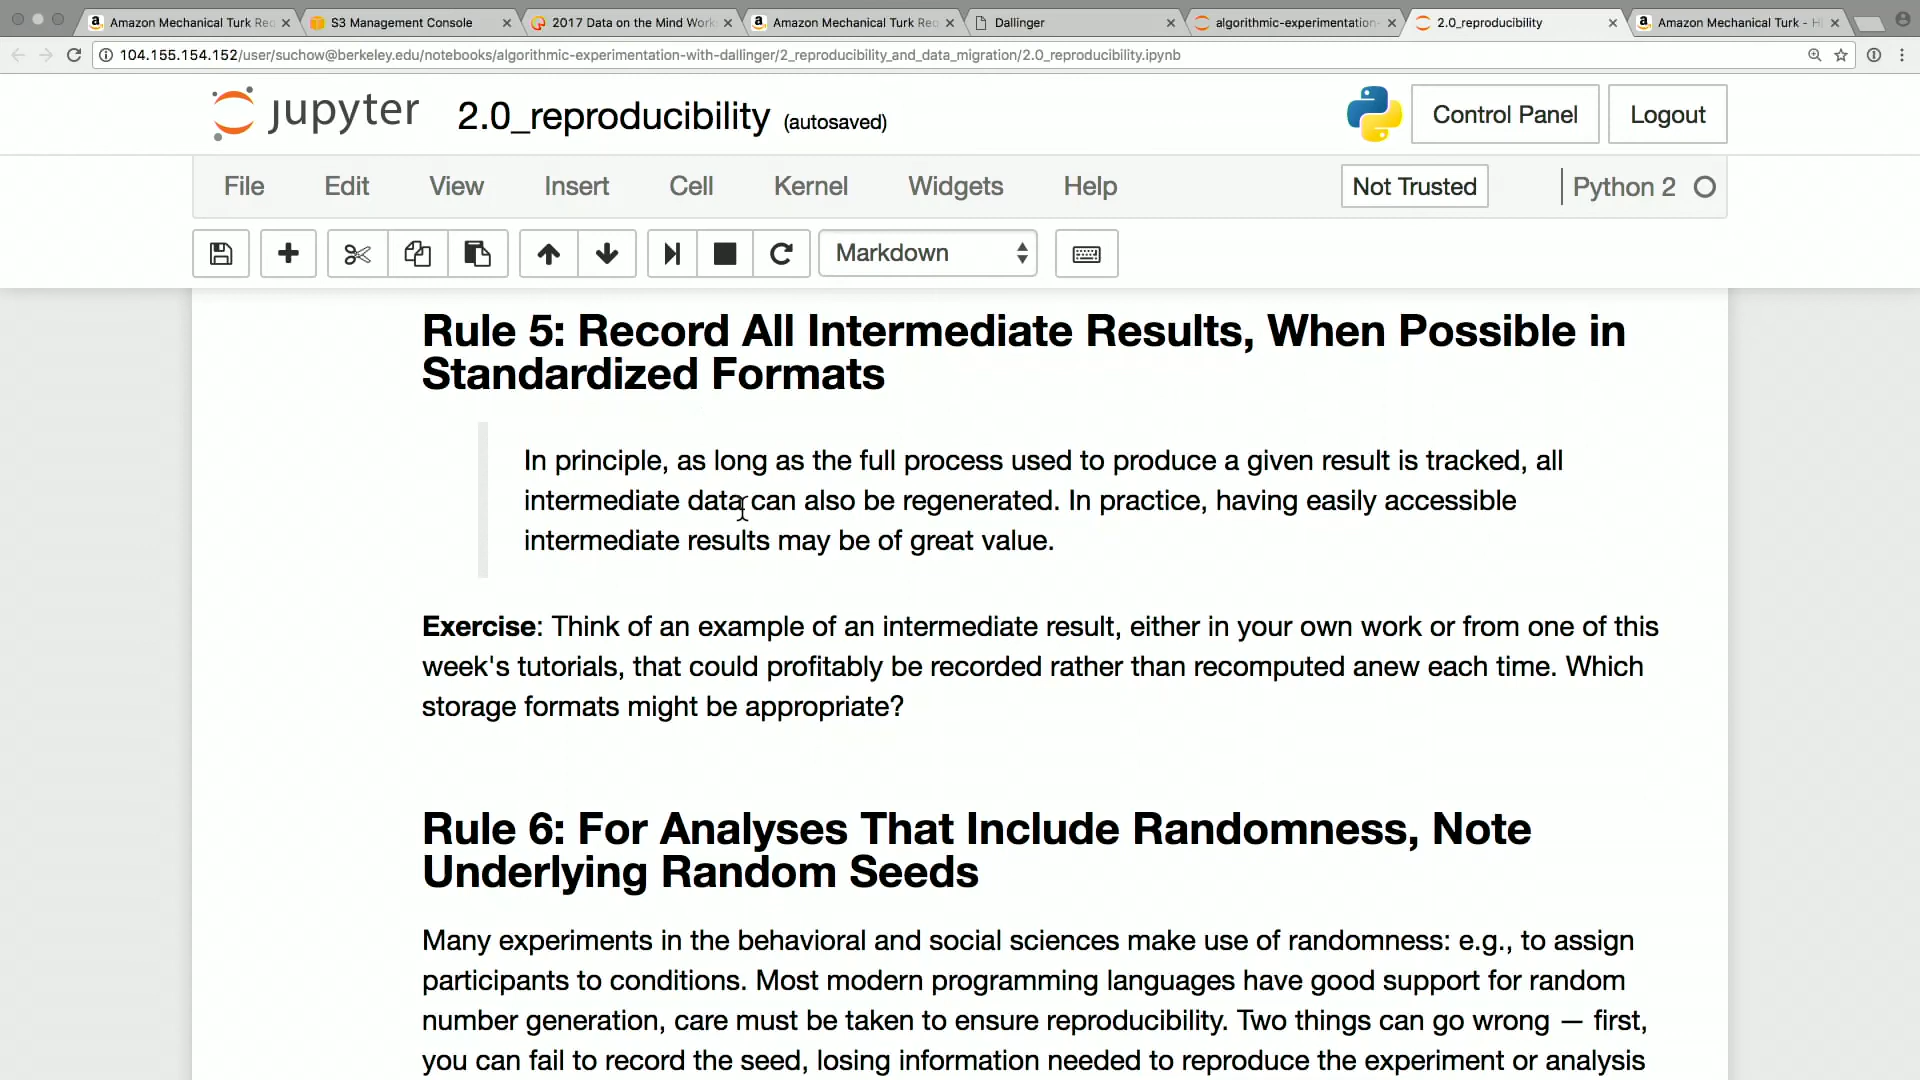 Amazon Mechanical Turk Req
S3 Management Console
2017 Data on the Mind Work
Amazon Mechanical Turk Req
Dallinger
algorithmic-experimentation-
2.0_reproducibility
Amazon Mechanical Turk - H
104.155.154.152/user/suchow@berkeley.edu/notebooks/algorithmic-experimentation-with-dallinger/2_reproducibility_and_data_migration/2.0_reproducibility.ipynb
jupyter 2.0_reproducibility (autosaved) Control Panel Logout
File Edit View Insert Cell Kernel Widgets Help Not Trusted Python 2
Markdown
Rule 5: Record All Intermediate Results, When Possible in
Standardized Formats
In principle, as long as the full process used to produce a given result is tracked, all
intermediate data can also be regenerated. In practice, having easily accessible
intermediate results may be of great value.
Exercise: Think of an example of an intermediate result, either in your own work or from one of this
week's tutorials, that could profitably be recorded rather than recomputed anew each time. Which
storage formats might be appropriate?
Rule 6: For Analyses That Include Randomness, Note
Underlying Random Seeds
Many experiments in the behavioral and social sciences make use of randomness: e.g., to assign
participants to conditions. Most modern programming languages have good support for random
number generation, care must be taken to ensure reproducibility. Two things can go wrong — first,
you can fail to record the seed, losing information needed to reproduce the experiment or analysis